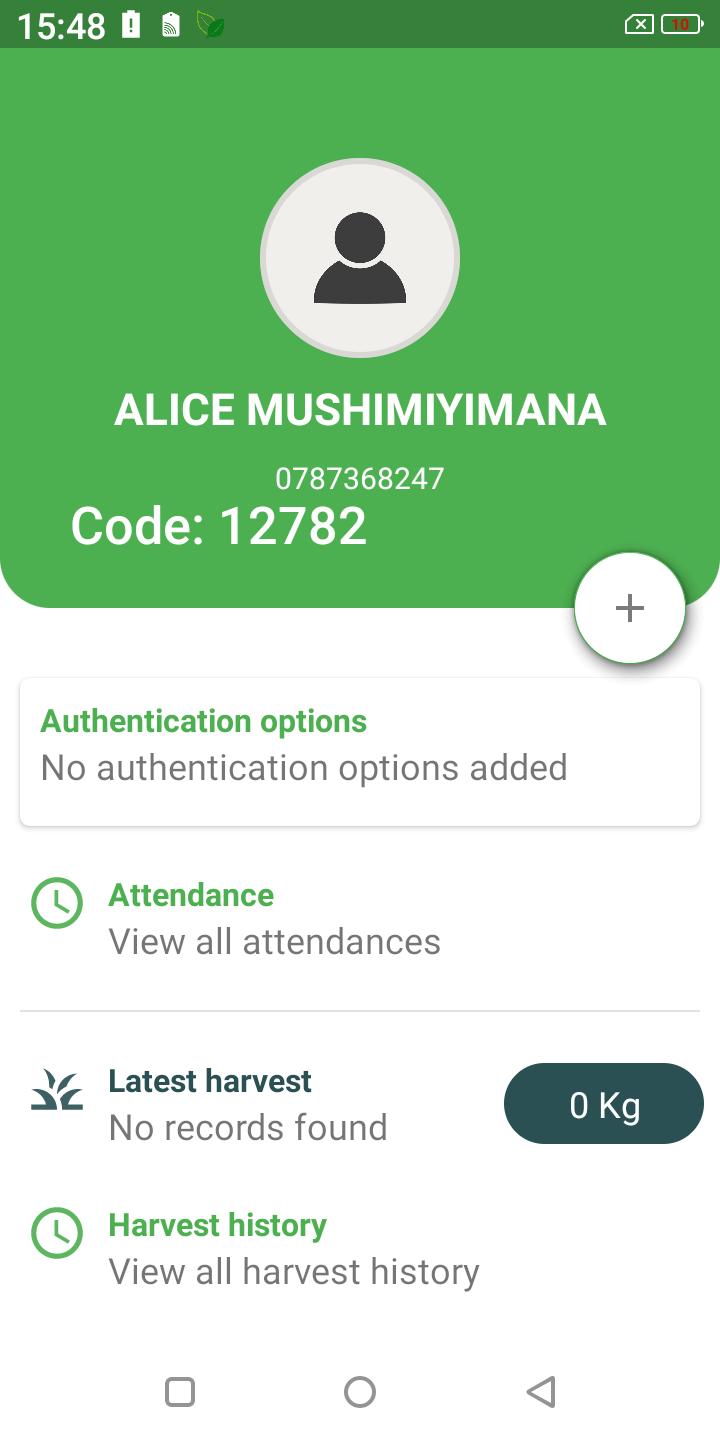 15:48
10
ALICE MUSHIMIYIMANA
0787368247
Code: 12782
Authentication options
No authentication options added
Attendance
View all attendances
Latest harvest
No records found
0 Kg
Harvest history
View all harvest history